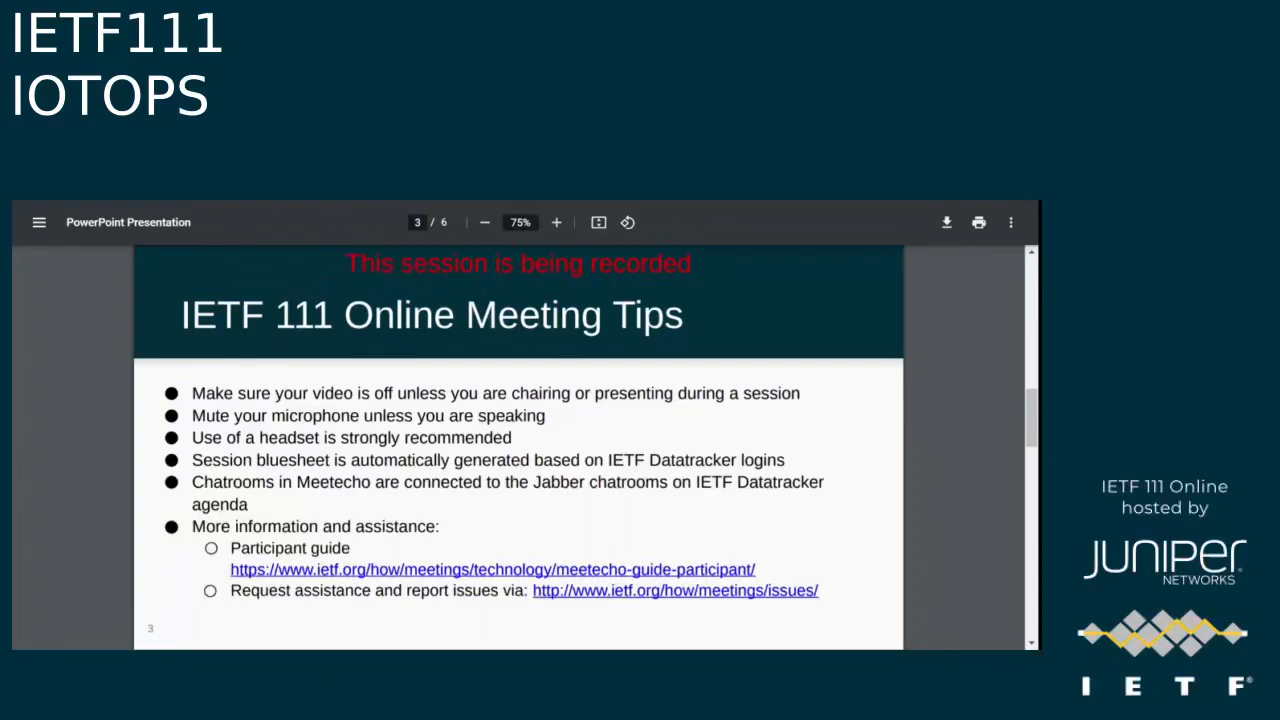 IETF111
IOTOPS
PowerPoint Presentation
3 / 6
75%
This session is being recorded
IETF 111 Online Meeting Tips
● Make sure your video is off unless you are chairing or presenting during a session
● Mute your microphone unless you are speaking
● Use of a headset is strongly recommended
● Session bluesheet is automatically generated based on IETF Datatracker logins
● Chatrooms in Meetecho are connected to the Jabber chatrooms on IETF Datatracker
agenda
● More information and assistance:
○ Participant guide
https://www.ietf.org/how/meetings/technology/meetecho-guide-participant/
○ Request assistance and report issues via: http://www.ietf.org/how/meetings/issues/
3
IETF 111 Online
hosted by
JUNIPER
NETWORKS
I E T F®